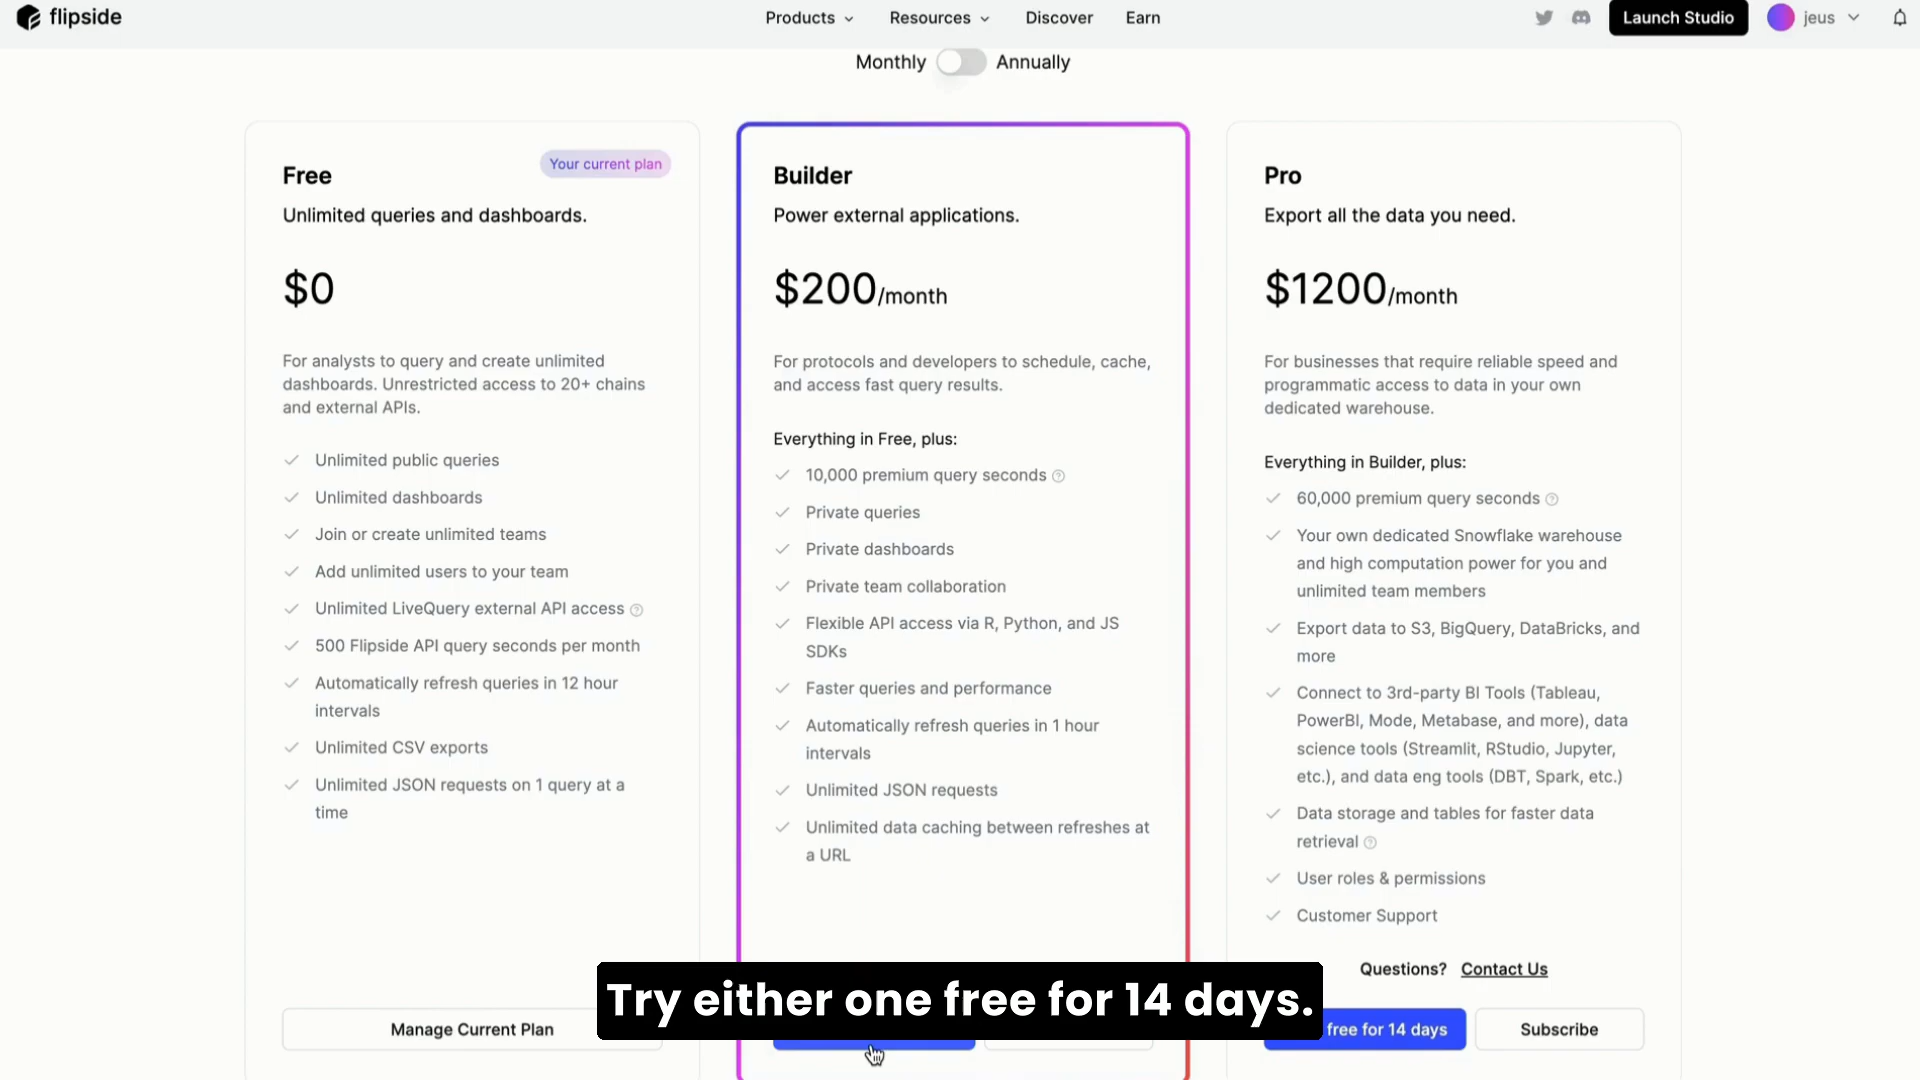 flipside
Products
Resources
Discover
Earn
Launch Studio
jeus
Monthly
Annually
Free
Your current plan
Unlimited queries and dashboards.
$0
For analysts to query and create unlimited
dashboards. Unrestricted access to 20+ chains
and external APIs.
Unlimited public queries
Unlimited dashboards
Join or create unlimited teams
Add unlimited users to your team
Unlimited LiveQuery external API access
500 Flipside API query seconds per month
Automatically refresh queries in 12 hour
intervals
Unlimited CSV exports
Unlimited JSON requests on 1 query at a
time
Manage Current Plan
Builder
Power external applications.
$200/month
For protocols and developers to schedule, cache,
and access fast query results.
Everything in Free, plus:
10,000 premium query seconds
Private queries
Private dashboards
Private team collaboration
Flexible API access via R, Python, and JS
SDKs
Faster queries and performance
Automatically refresh queries in 1 hour
intervals
Unlimited JSON requests
Unlimited data caching between refreshes at
a URL
Pro
Export all the data you need.
$1200/month
For businesses that require reliable speed and
programmatic access to data in your own
dedicated warehouse.
Everything in Builder, plus:
60,000 premium query seconds
Your own dedicated Snowflake warehouse
and high computation power for you and
unlimited team members
Export data to S3, BigQuery, DataBricks, and
more
Connect to 3rd-party BI Tools (Tableau,
PowerBI, Mode, Metabase, and more), data
science tools (Streamlit, RStudio, Jupyter,
etc.), and data eng tools (DBT, Spark, etc.)
Data storage and tables for faster data
retrieval
User roles & permissions
Customer Support
Questions? Contact Us
free for 14 days
Subscribe
Try either one free for 14 days.